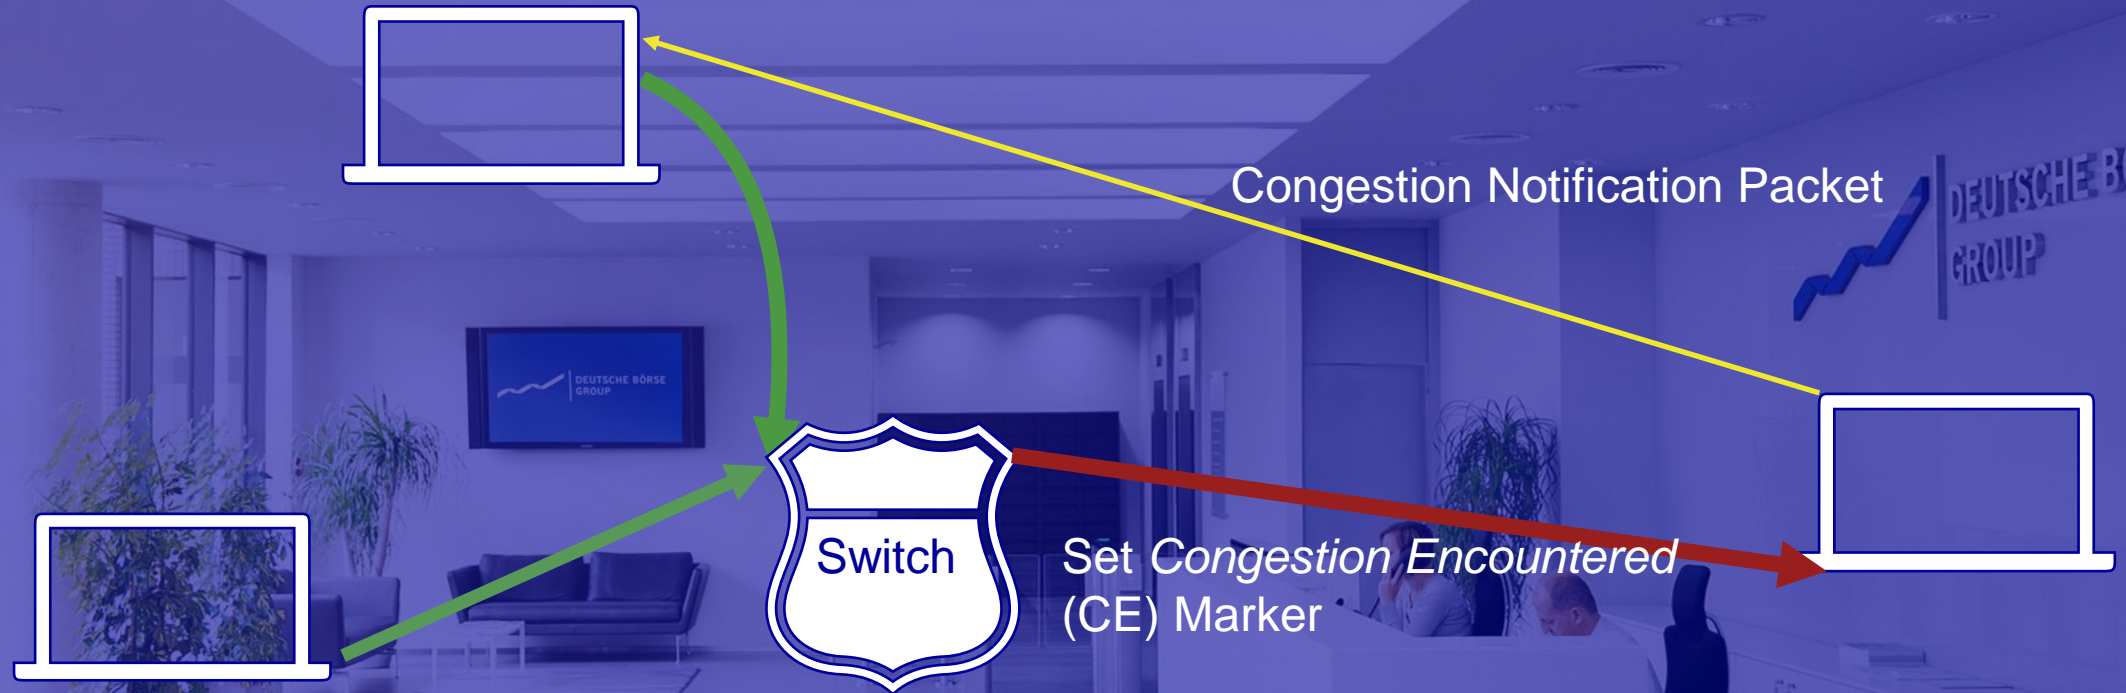 Congestion Notification Packet
DEUTSCHE
GROUP
DEUTSCHE BÖRSE
GROUP
Switch
Set Congestion Encountered
(CE) Marker